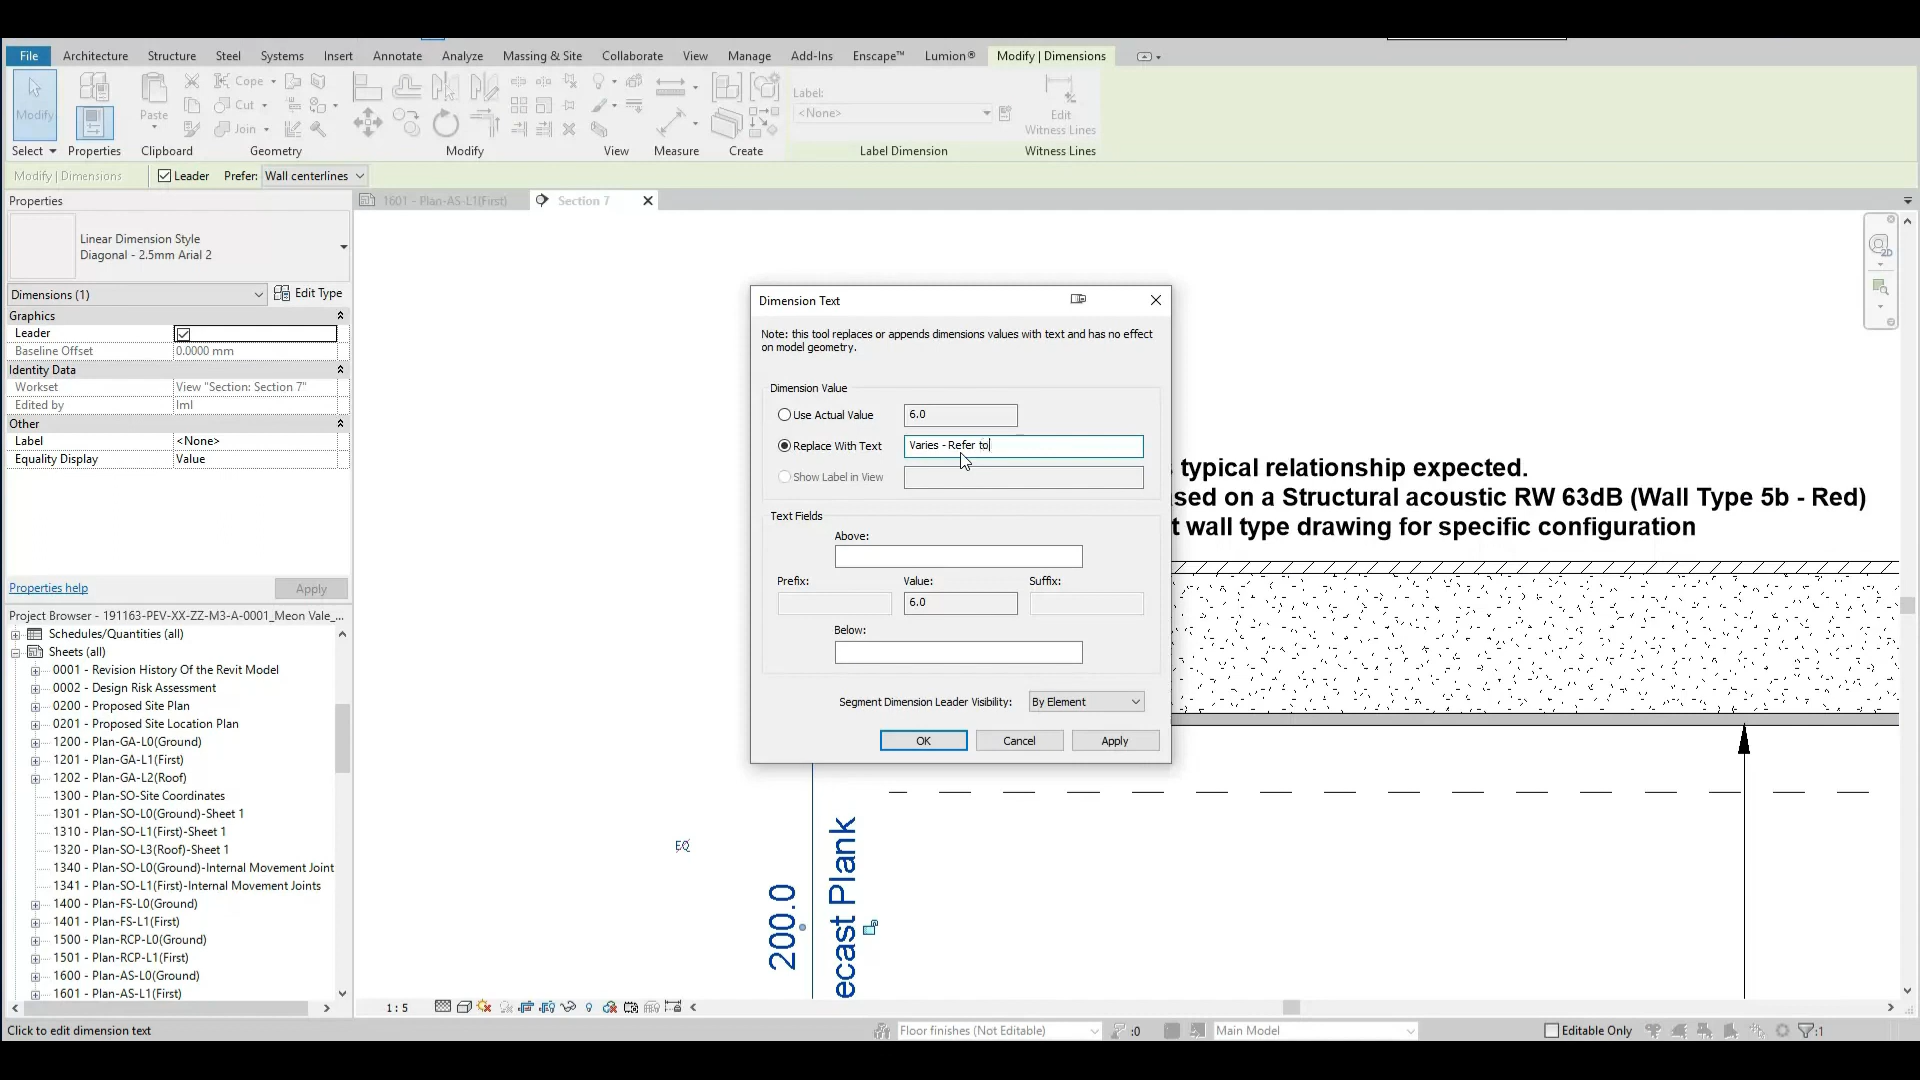 File Architecture Structure Steel Systems Insert Annotate Analyze Massing & Site Collaborate View Manage Add-Ins Enscape™ Lumion® Modify | Dimensions
Modify
Cope
Cut
Join
Paste
Label:
<None>
Edit
Witness Lines
Select Properties Clipboard Geometry Modify View Measure Create Label Dimension Witness Lines
Modify | Dimensions Leader Prefer: Wall centerlines
Properties
1601 - Plan-AS-L1(First) Section 7
Linear Dimension Style
Diagonal - 2.5mm Arial 2
Dimensions (1) Edit Type
Graphics
Leader
Baseline Offset 0.0000 mm
Identity Data
Workset View "Section: Section 7"
Edited by lml
Other
Label <None>
Equality Display Value
Properties help Apply
Project Browser - 191163-PEV-XX-ZZ-M3-A-0001_Meon Vale_...
Schedules/Quantities (all)
Sheets (all)
0001 - Revision History Of the Revit Model
0002 - Design Risk Assessment
0200 - Proposed Site Plan
0201 - Proposed Site Location Plan
1200 - Plan-GA-L0(Ground)
1201 - Plan-GA-L1(First)
1202 - Plan-GA-L2(Roof)
1300 - Plan-SO-Site Coordinates
1301 - Plan-SO-L0(Ground)-Sheet 1
1310 - Plan-SO-L1(First)-Sheet 1
1320 - Plan-SO-L3(Roof)-Sheet 1
1340 - Plan-SO-L0(Ground)-Internal Movement Joint
1341 - Plan-SO-L1(First)-Internal Movement Joints
1400 - Plan-FS-L0(Ground)
1401 - Plan-FS-L1(First)
1500 - Plan-RCP-L0(Ground)
1501 - Plan-RCP-L1(First)
1600 - Plan-AS-L0(Ground)
1601 - Plan-AS-L1(First)
Dimension Text
Note: this tool replaces or appends dimensions values with text and has no effect
on model geometry.
Dimension Value
Use Actual Value 6.0
Replace With Text Varies - Refer to
Show Label in View
Text Fields
Above:
Prefix: Value: Suffix:
6.0
Below:
Segment Dimension Leader Visibility: By Element
OK Cancel Apply
typical relationship expected.
sed on a Structural acoustic RW 63dB (Wall Type 5b - Red)
t wall type drawing for specific configuration
EQ
200.0
ecast Plank
2D
1 : 5
Click to edit dimension text
Floor finishes (Not Editable) :0 Main Model Editable Only :1